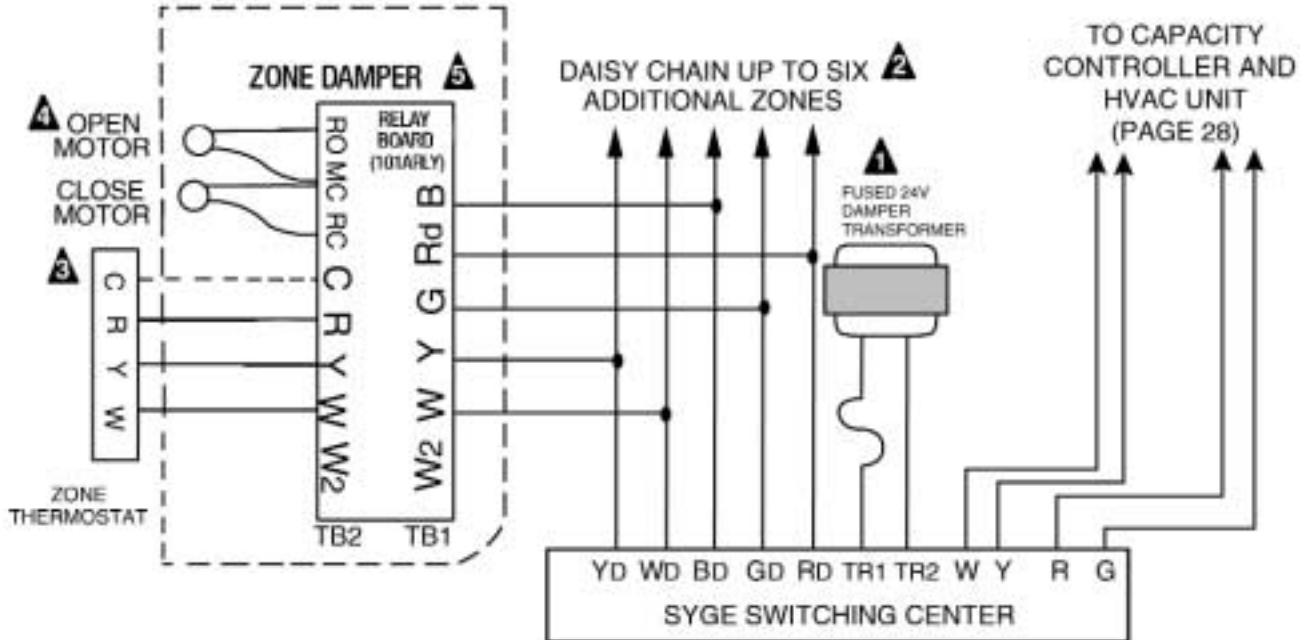 ZONE DAMPER 5
4 OPEN
MOTOR
CLOSE
MOTOR
RELAY
BOARD
(101ARLY)
RO
MC
RC
C
R
Y
W
W2
TB2
B
Rd
G
Y
W
W2
TB1
3
C
R
Y
W
ZONE
THERMOSTAT
DAISY CHAIN UP TO SIX 2
ADDITIONAL ZONES
1
FUSED 24V
DAMPER
TRANSFORMER
TO CAPACITY
CONTROLLER AND
HVAC UNIT
(PAGE 28)
YD WD BD GD RD TR1 TR2 W Y R G
SYGE SWITCHING CENTER